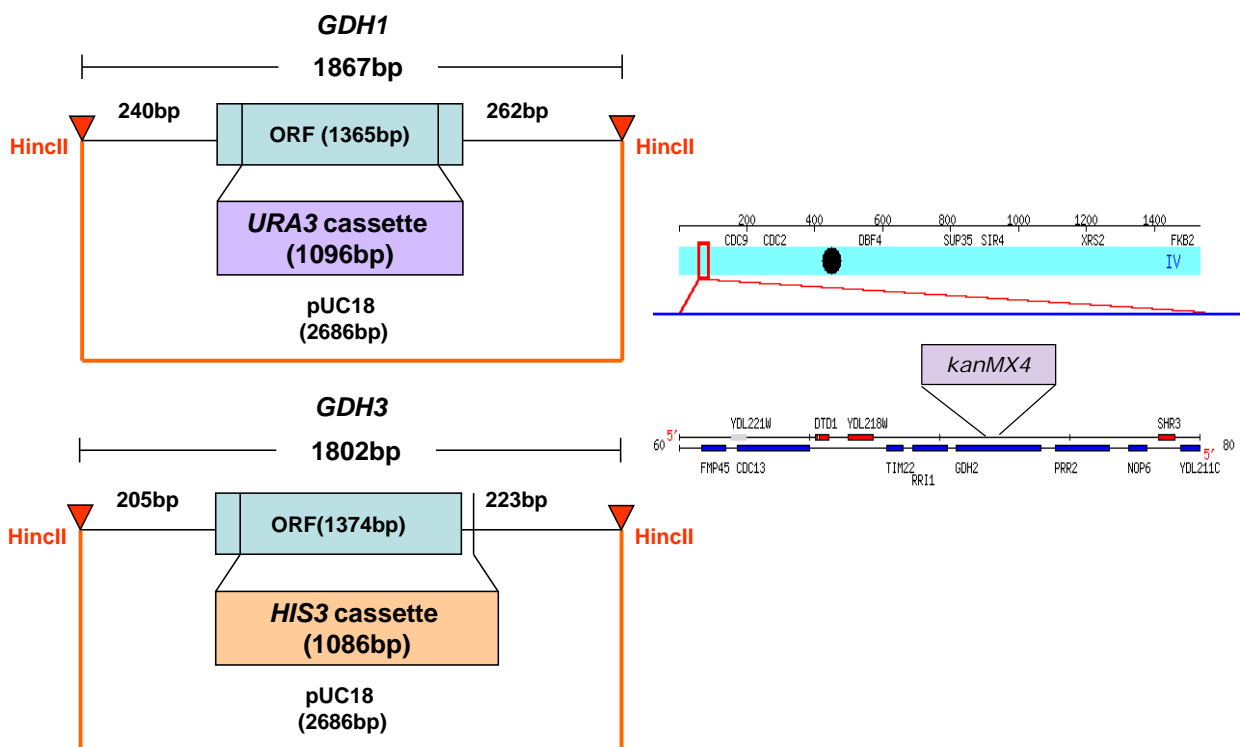 GDH1
1867bp
240bp
262bp
HincII
ORF (1365bp)
HincII
URA3 cassette
(1096bp)
pUC18
(2686bp)
GDH3
1802bp
205bp
223bp
HincII
ORF(1374bp)
HincII
HIS3 cassette
(1086bp)
pUC18
(2686bp)
200 400 600 800 1000 1200 1400
CDC9 CDC2 DBF4 SUP35 SIR4 XRS2 FKB2
IV
kanMX4
YDL221W DTD1 YDL218W SHR3
60 5' 5' 80
FMP45 CDC13 TIM22 RRI1 GDH2 PRR2 NOP6 YDL211C